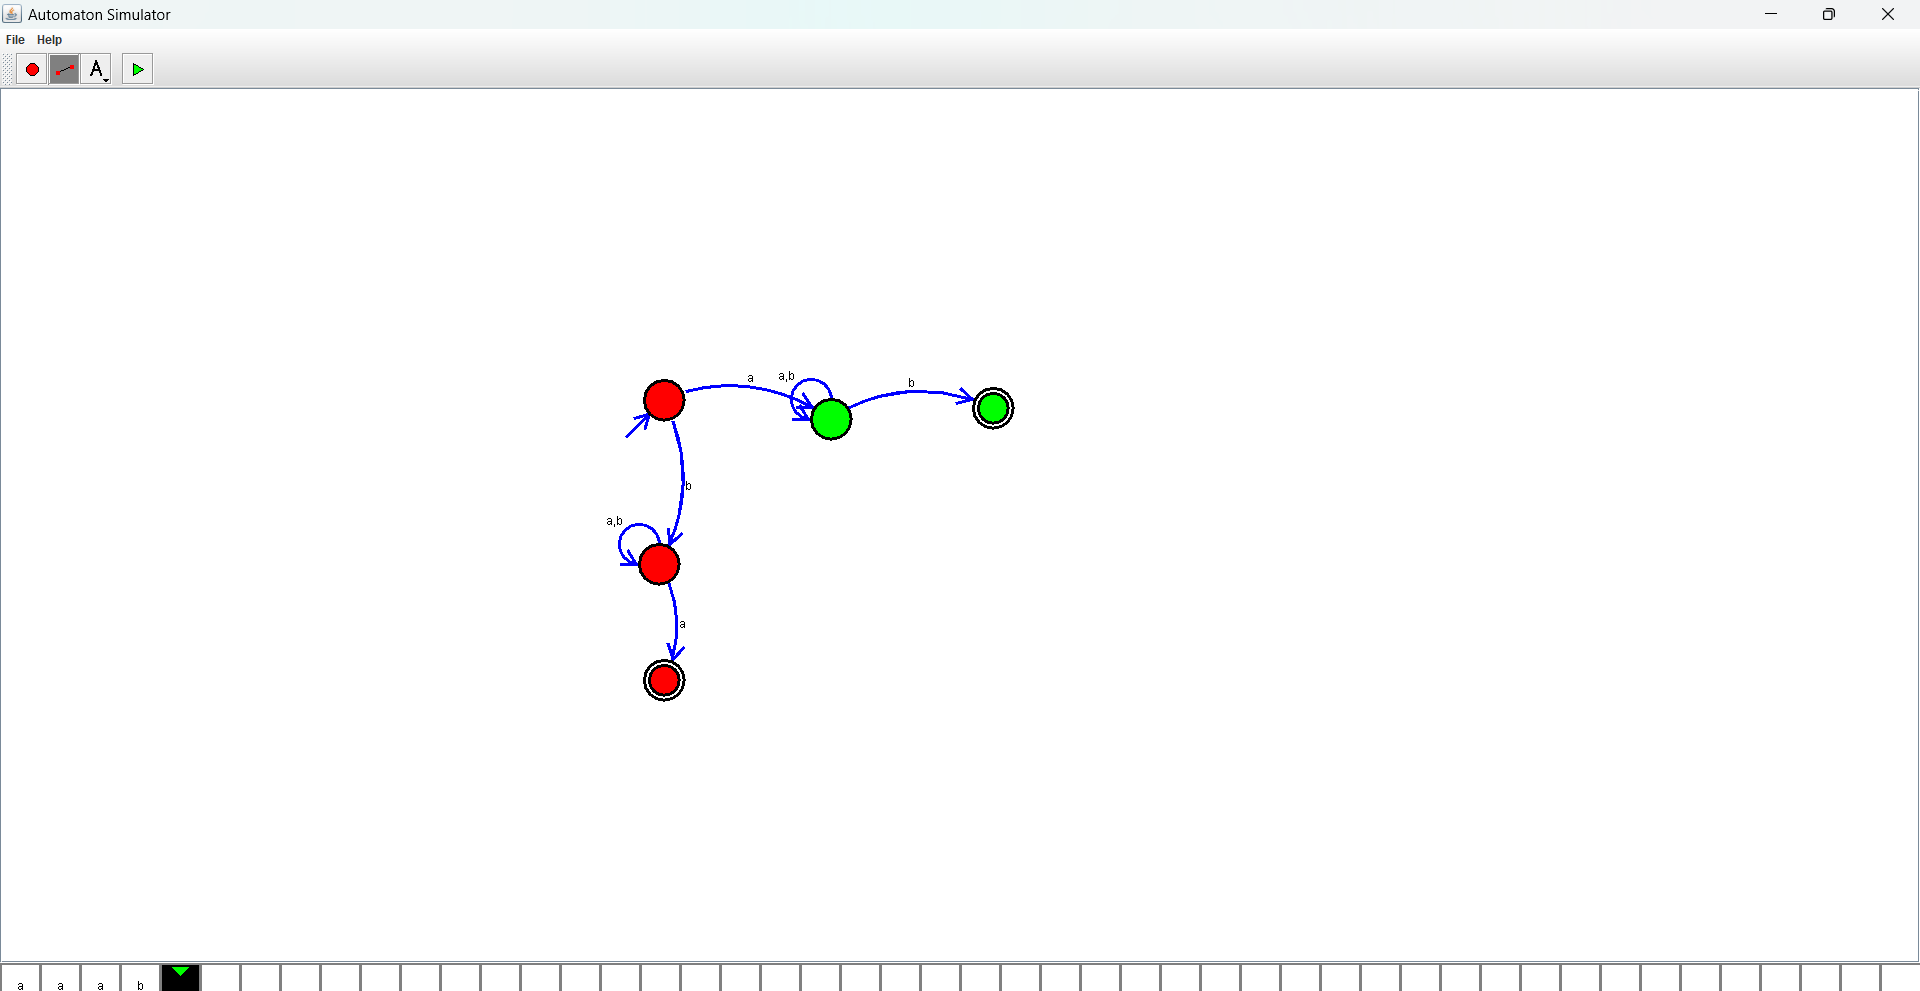 Automaton Simulator
File Help
A
a
a,b
b
b
a,b
a
a a a b